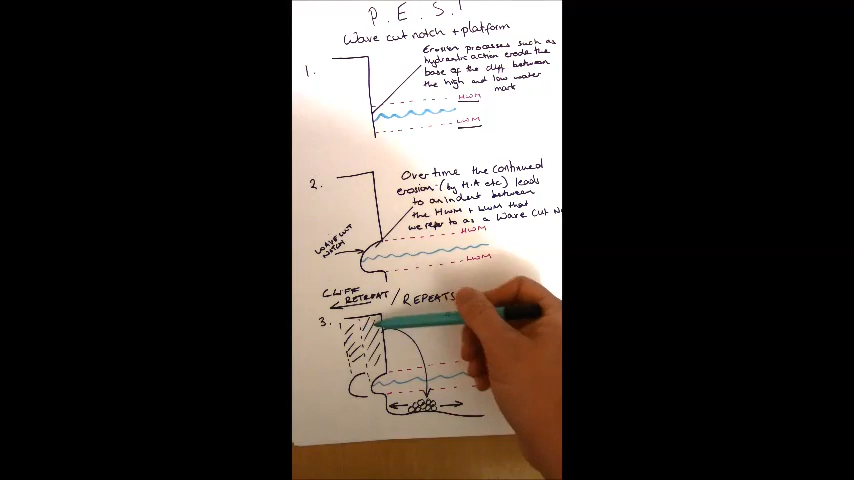 P. E. S.
Wave cut notch + platform
1.
Erosion processes such as
hydraulic action erode the
base of the cliff between
the high and low water
mark
HWM
LWM
2.
Over time the continued
erosion (by H.A etc) leads
to an indent between
the HWM + LWM that
we refer to as a Wave Cut
WAVE CUT
NOTCH
HWM
LWM
CLIFF
RETREAT / REPEATS
3.